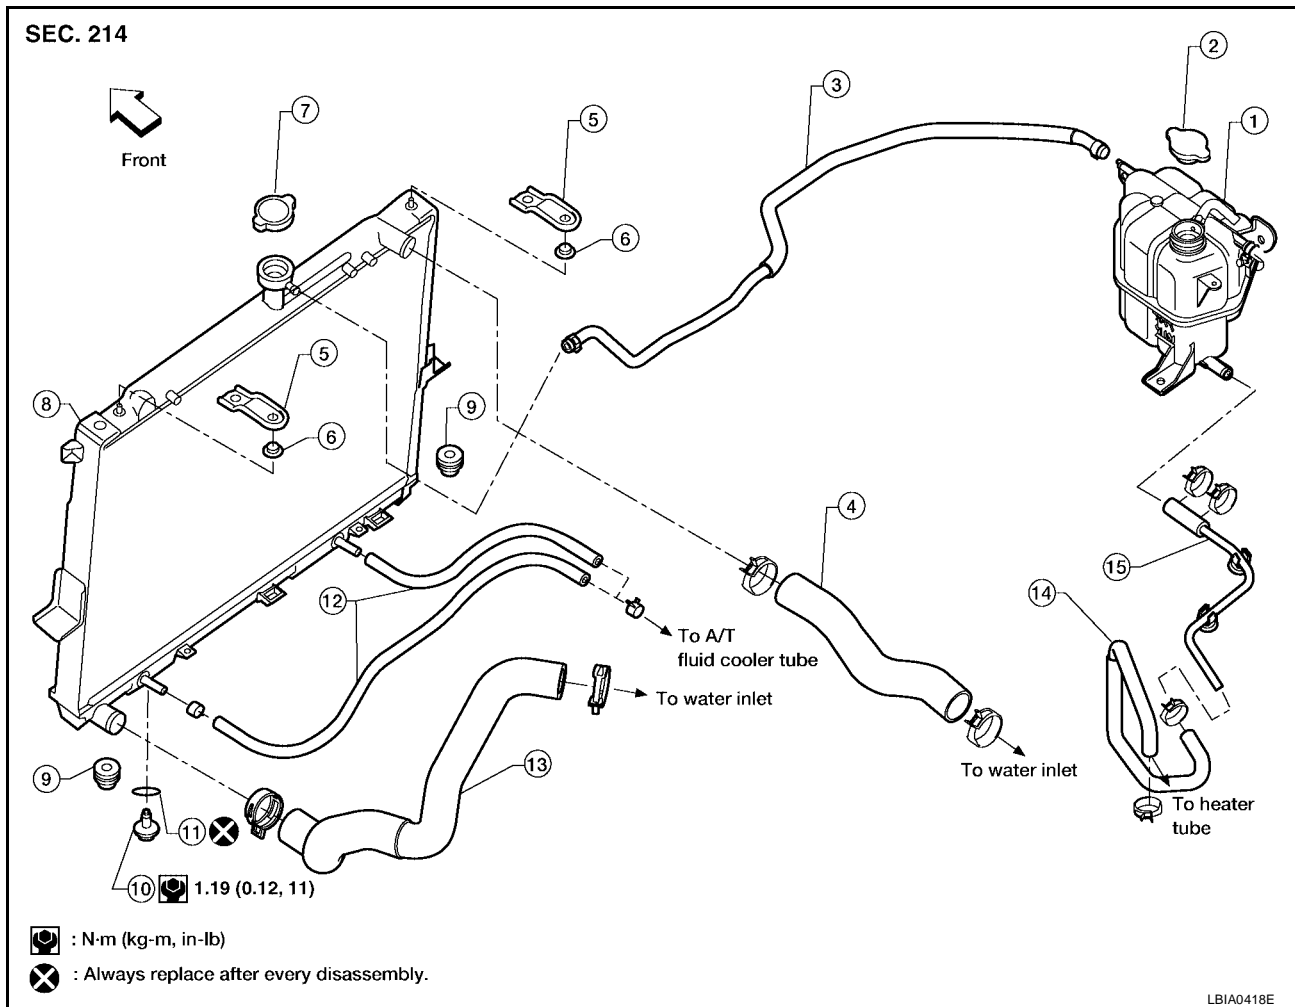 SEC. 214
2
3
1
7
5
Front
6
5
8
9
6
4
15
12
14
To A/T
fluid cooler tube
To water inlet
13
To water inlet
9
To heater
tube
11
10 1.19 (0.12, 11)
: N·m (kg-m, in-lb)
: Always replace after every disassembly.
LBIA0418E